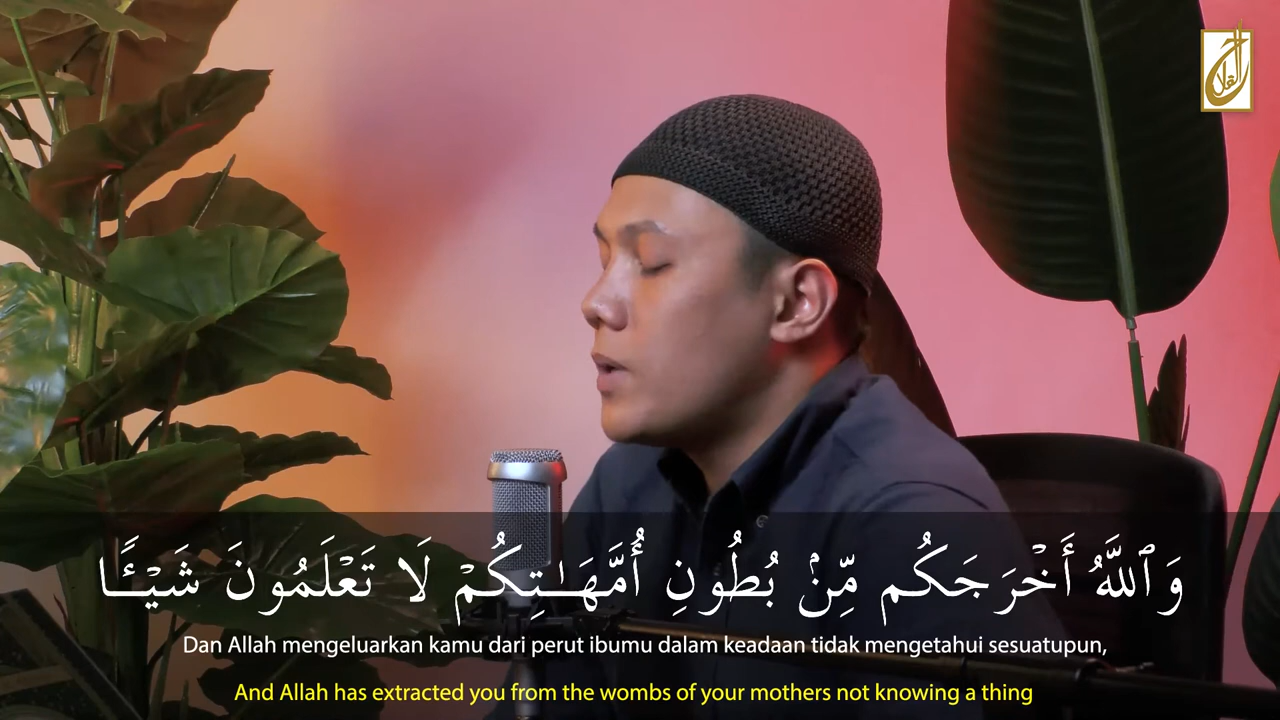 العلاج
وَٱللَّهُ أَخْرَجَكُم مِّنۢ بُطُونِ أُمَّهَـٰتِكُمْ لَا تَعْلَمُونَ شَيْـًٔا
Dan Allah mengeluarkan kamu dari perut ibumu dalam keadaan tidak mengetahui sesuatupun,
And Allah has extracted you from the wombs of your mothers not knowing a thing